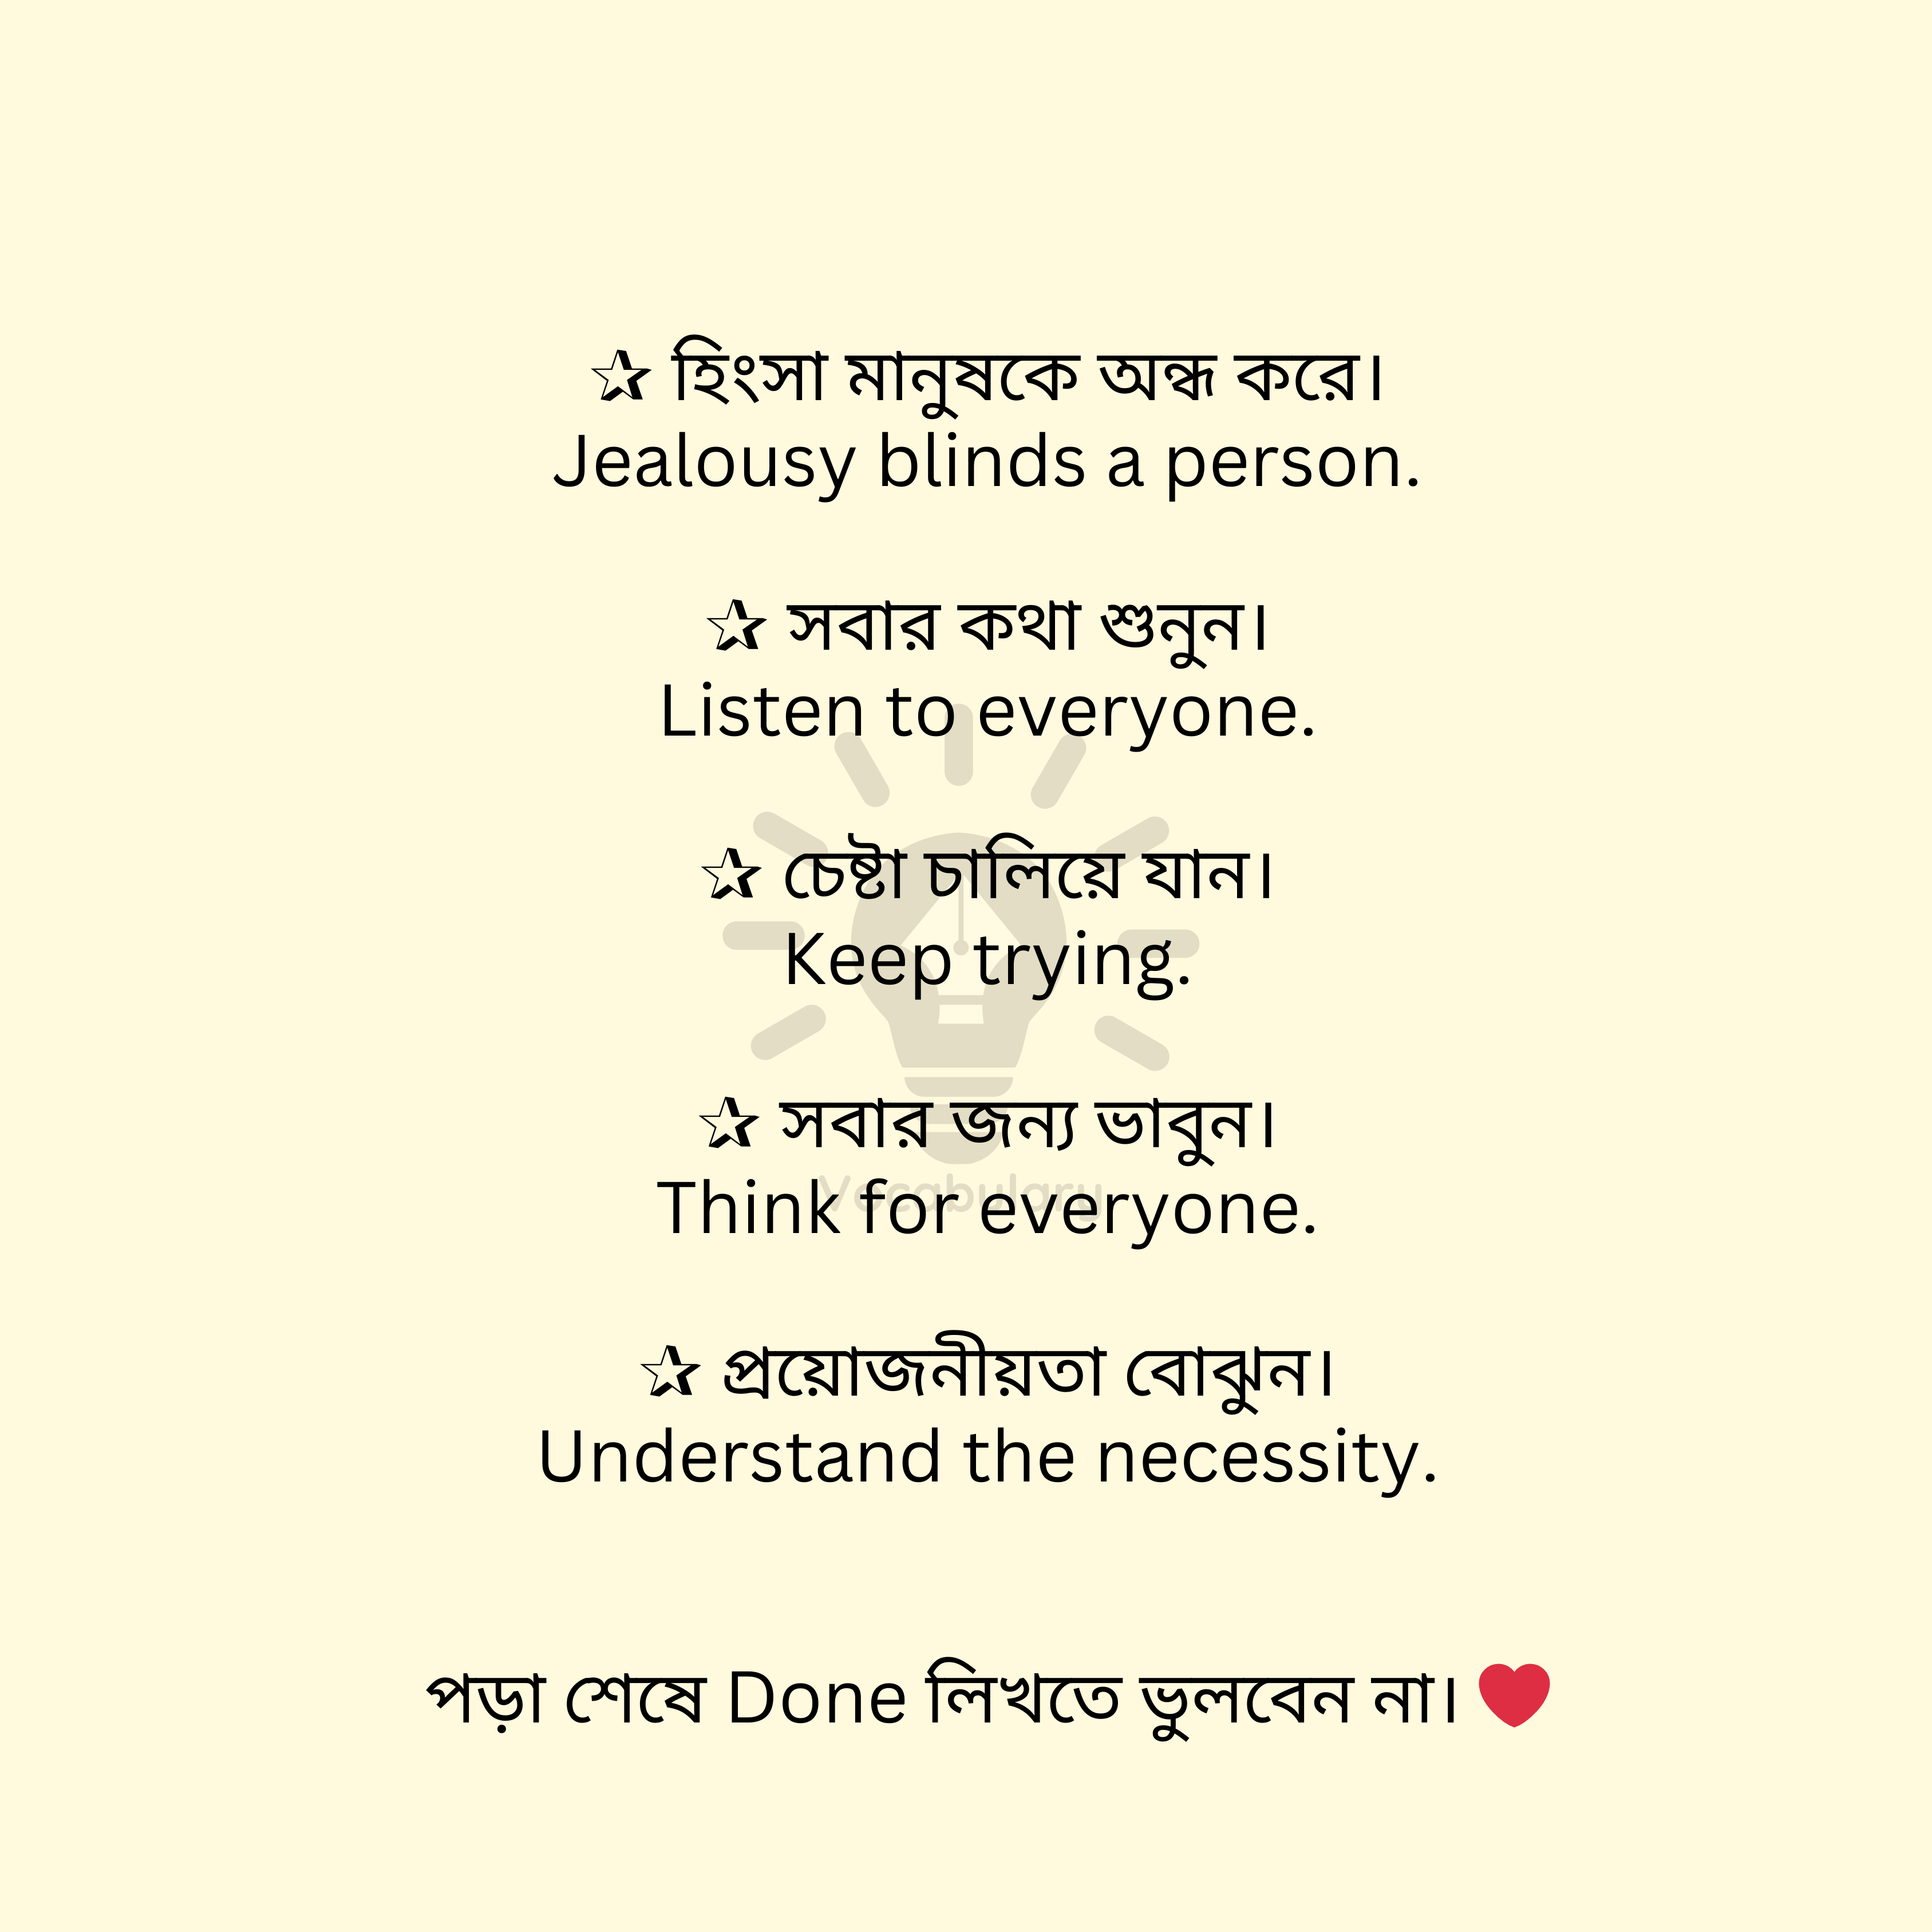 ☆ হিংসা মানুষকে অন্ধ করে।
Jealousy blinds a person.
☆ সবার কথা শুনুন।
Listen to everyone.
☆ চেষ্টা চালিয়ে যান।
Keep trying.
☆ সবার জন্য ভাবুন।
Vocabulary
Think for everyone.
☆ প্রয়োজনীয়তা বোঝুন।
Understand the necessity.
পড়া শেষে Done লিখতে ভুলবেন না। ❤️